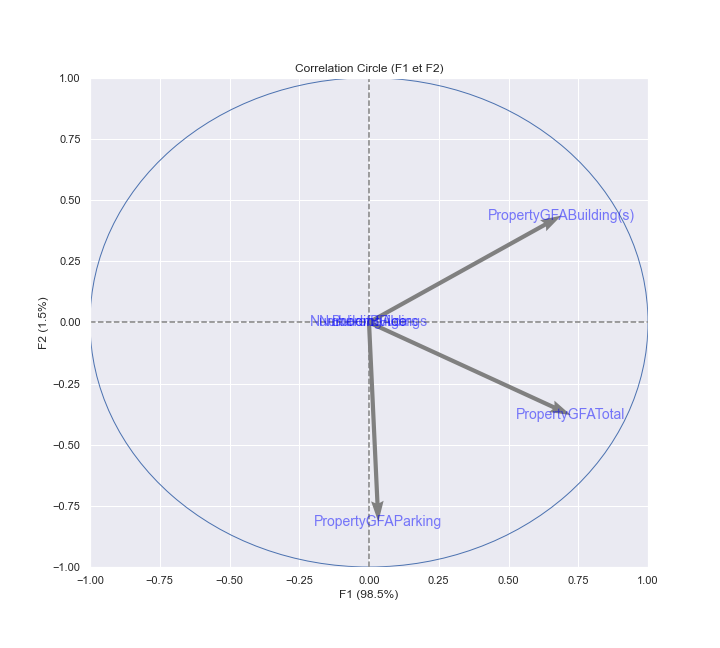 Correlation Circle (F1 et F2)
1.00
0.75
0.50
0.25
0.00
−0.25
−0.50
−0.75
−1.00
F2 (1.5%)
PropertyGFABuilding(s)
PropertyGFATotal
PropertyGFAParking
−1.00 −0.75 −0.50 −0.25 0.00 0.25 0.50 0.75 1.00
F1 (98.5%)